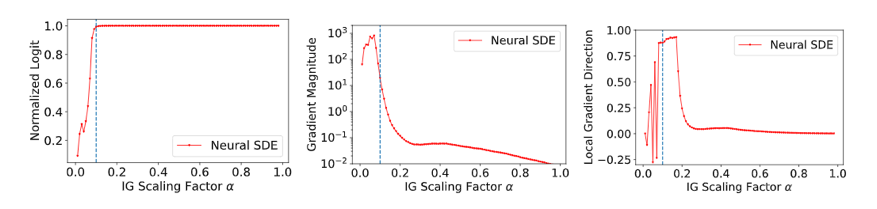 Normalized Logit
1.0
0.8
0.6
0.4
0.2
0.0 0.2 0.4 0.6 0.8 1.0
IG Scaling Factor α
Neural SDE
Gradient Magnitude
10³
10²
10¹
10⁰
10⁻¹
10⁻²
0.0 0.2 0.4 0.6 0.8 1.0
IG Scaling Factor α
Neural SDE
Local Gradient Direction
1.00
0.75
0.50
0.25
0.00
−0.25
0.0 0.2 0.4 0.6 0.8 1.0
IG Scaling Factor α
Neural SDE